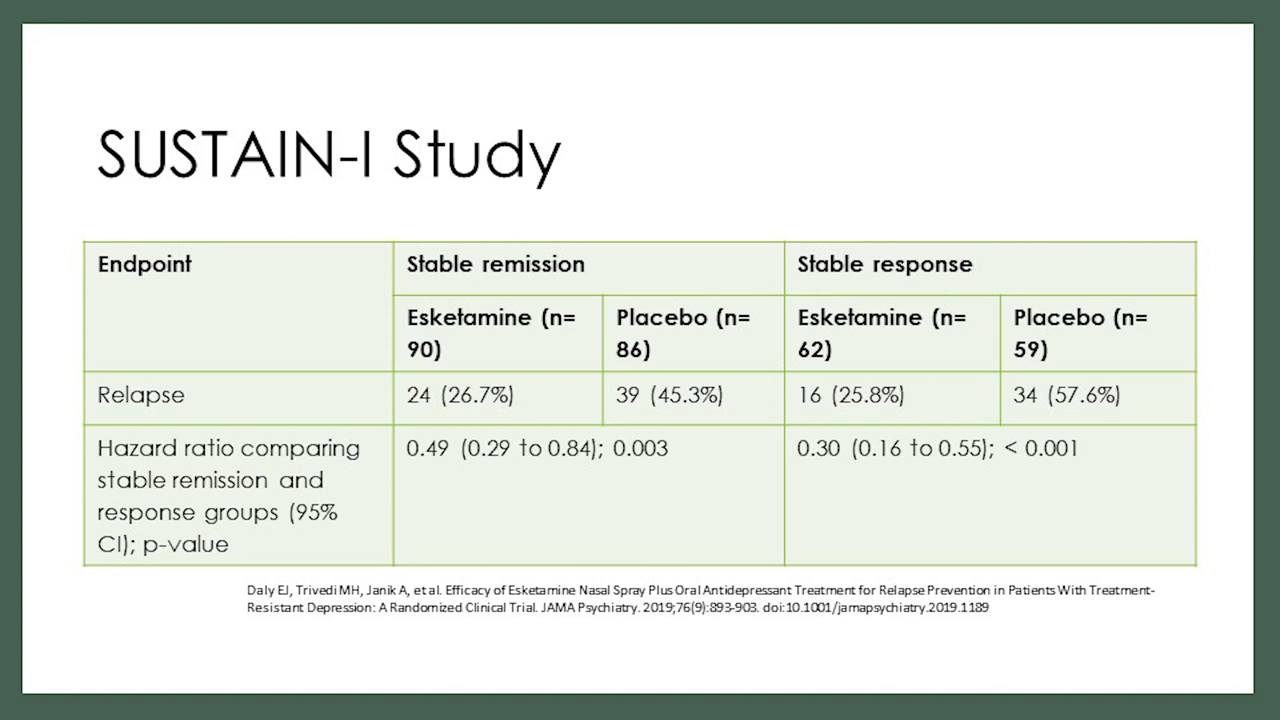 SUSTAIN-I Study
Endpoint
Stable remission
Stable response
Esketamine (n=
90)
Placebo (n=
86)
Esketamine (n=
62)
Placebo (n=
59)
Relapse
24 (26.7%)
39 (45.3%)
16 (25.8%)
34 (57.6%)
Hazard ratio comparing
stable remission and
response groups (95%
CI); p-value
0.49 (0.29 to 0.84); 0.003
0.30 (0.16 to 0.55); < 0.001
Daly EJ, Trivedi MH, Janik A, et al. Efficacy of Esketamine Nasal Spray Plus Oral Antidepressant Treatment for Relapse Prevention in Patients With Treatment-
Resistant Depression: A Randomized Clinical Trial. JAMA Psychiatry. 2019;76(9):893-903. doi:10.1001/jamapsychiatry.2019.1189